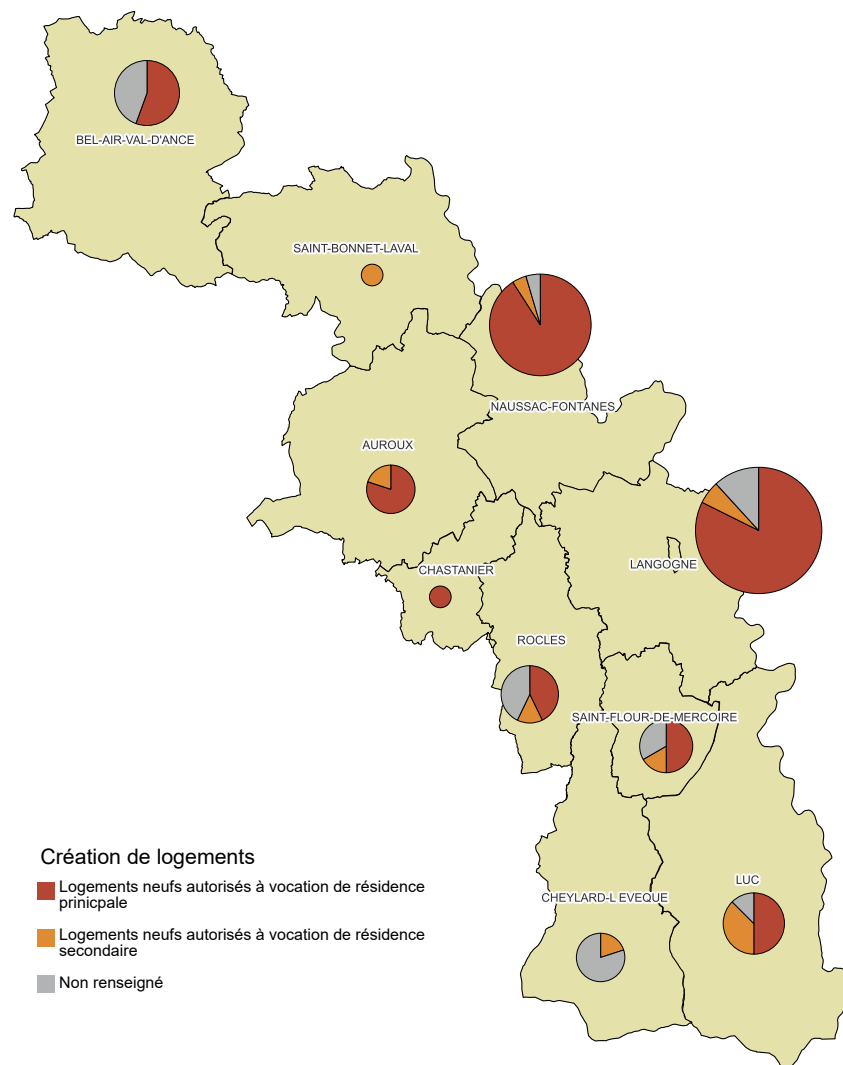 BEL-AIR-VAL-D'ANCE
SAINT-BONNET-LAVAL
NAUSSAC-FONTANES
AUROUX
LANGOGNE
CHASTANIER
ROCLES
SAINT-FLOUR-DE-MERCOIRE
LUC
CHEYLARD-L EVEQUE
Création de logements
Logements neufs autorisés à vocation de résidence
prinicpale
Logements neufs autorisés à vocation de résidence
secondaire
Non renseigné